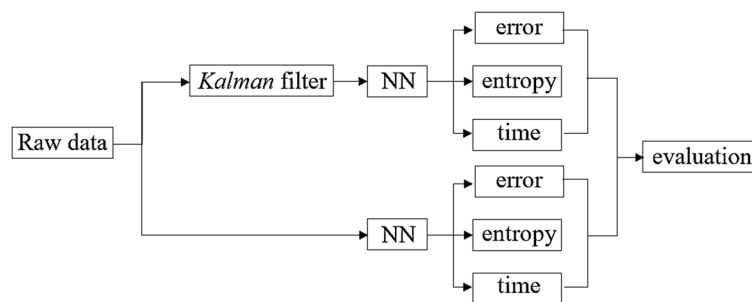 Raw data
Kalman filter
NN
error
entropy
time
NN
error
entropy
time
evaluation